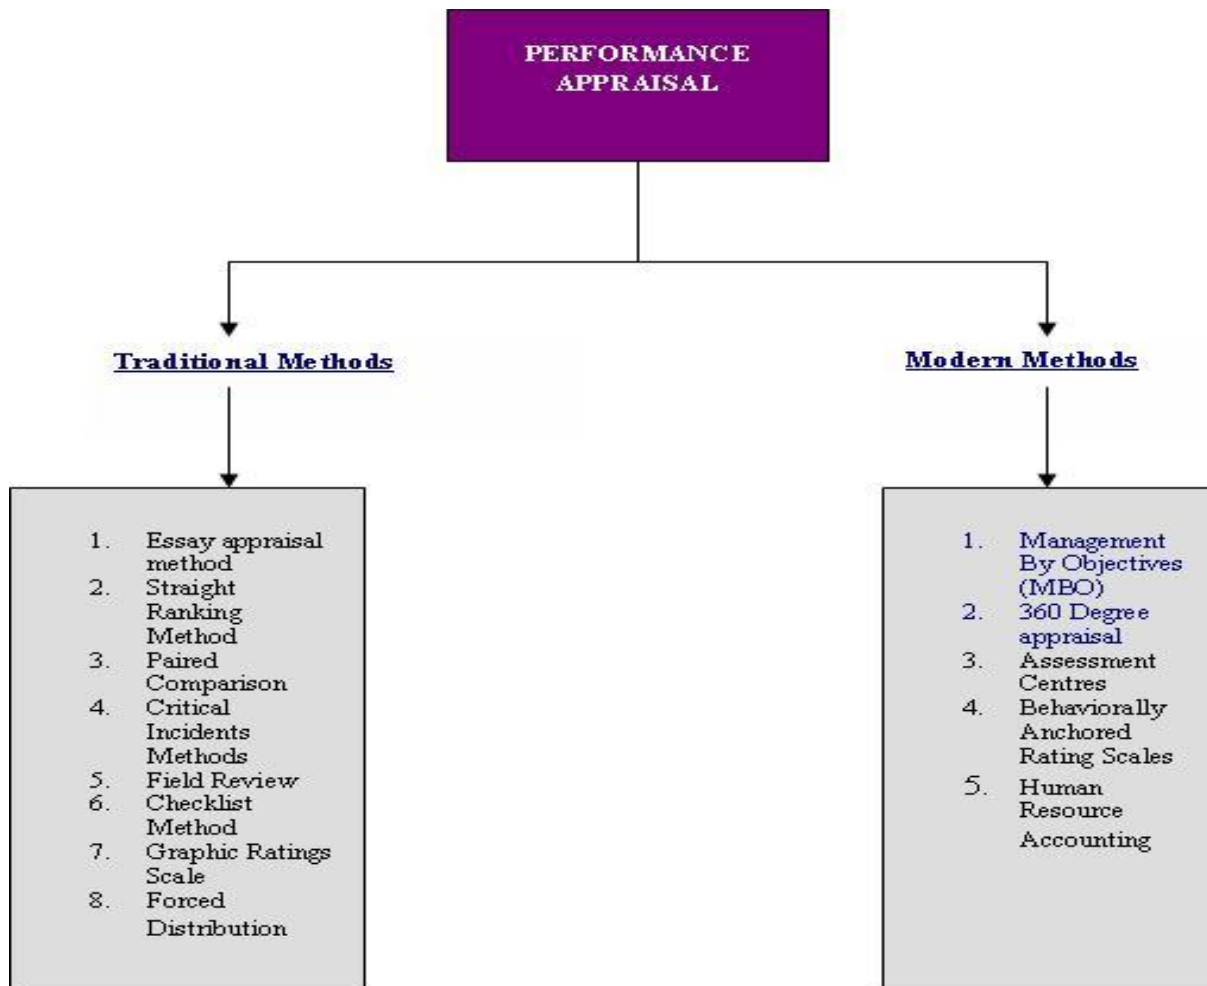 PERFORMANCE
APPRAISAL
Traditional Methods
Modern Methods
1. Essay appraisal
method
2. Straight
Ranking
Method
3. Paired
Comparison
4. Critical
Incidents
Methods
5. Field Review
6. Checklist
Method
7. Graphic Ratings
Scale
8. Forced
Distribution
1. Management
By Objectives
(MBO)
2. 360 Degree
appraisal
3. Assessment
Centres
4. Behaviorally
Anchored
Rating Scales
5. Human
Resource
Accounting